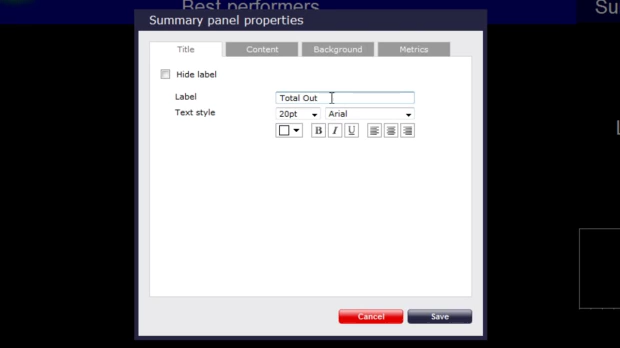 Best performers
Su
Summary panel properties
Title Content Background Metrics
Hide label
Label Total Out
Text style 20pt Arial
B I U
Cancel Save